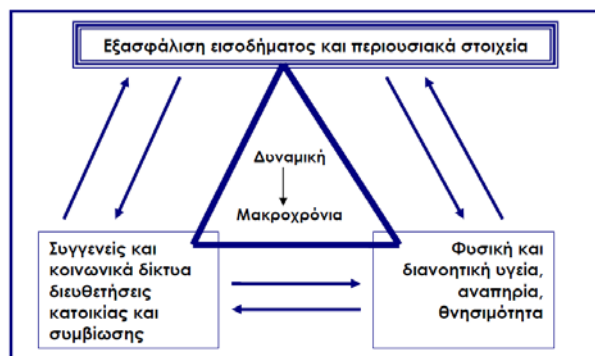 Εξασφάλιση εισοδήματος και περιουσιακά στοιχεία
Δυναμική
Μακροχρόνια
Συγγενείς και
κοινωνικά δίκτυα
διευθετήσεις
κατοικίας και
συμβίωσης
Φυσική και
διανοητική υγεία,
αναπηρία,
θνησιμότητα